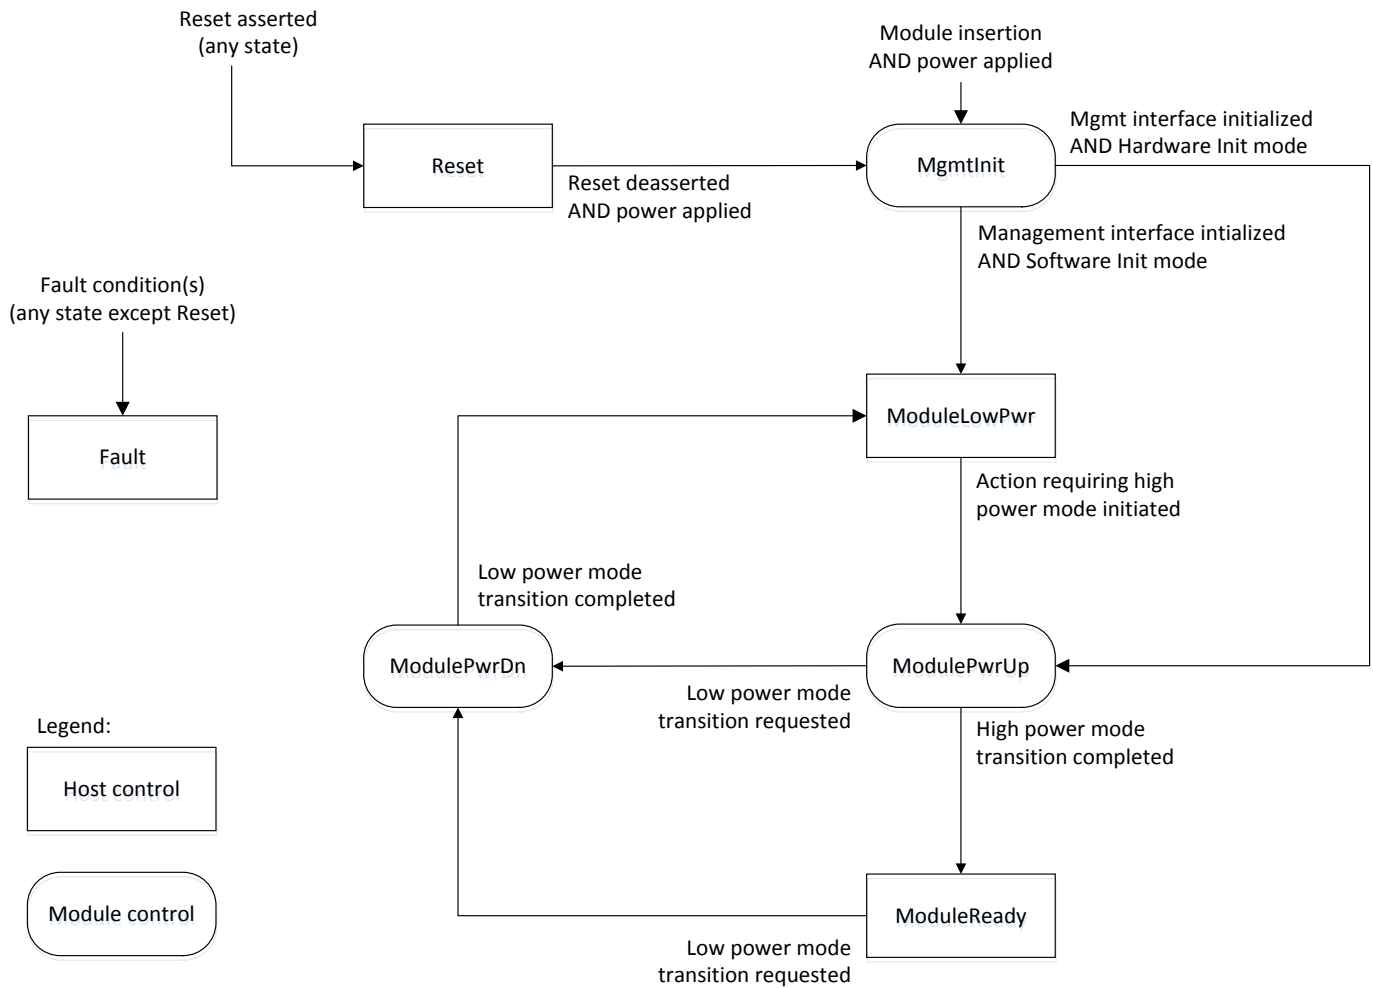 Reset asserted
(any state)
Module insertion
AND power applied
Mgmt interface initialized
AND Hardware Init mode
Reset
MgmtInit
Reset deasserted
AND power applied
Management interface intialized
AND Software Init mode
Fault condition(s)
(any state except Reset)
Fault
ModuleLowPwr
Action requiring high
power mode initiated
Low power mode
transition completed
ModulePwrDn
ModulePwrUp
Low power mode
transition requested
High power mode
transition completed
Legend:
Host control
Module control
ModuleReady
Low power mode
transition requested